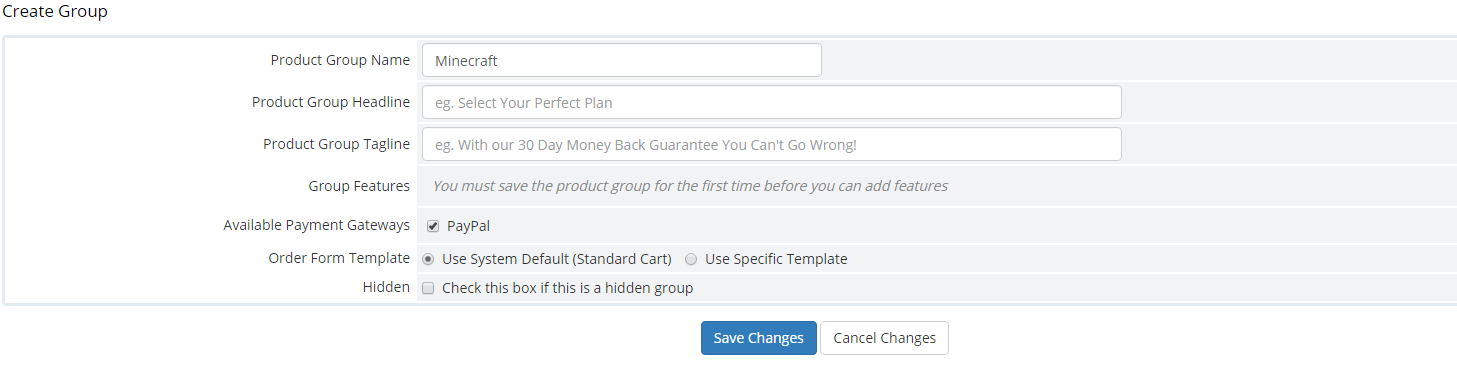 Create Group
Product Group Name Minecraft
Product Group Headline eg. Select Your Perfect Plan
Product Group Tagline eg. With our 30 Day Money Back Guarantee You Can't Go Wrong!
Group Features You must save the product group for the first time before you can add features
Available Payment Gateways PayPal
Order Form Template Use System Default (Standard Cart) Use Specific Template
Hidden Check this box if this is a hidden group
Save Changes Cancel Changes